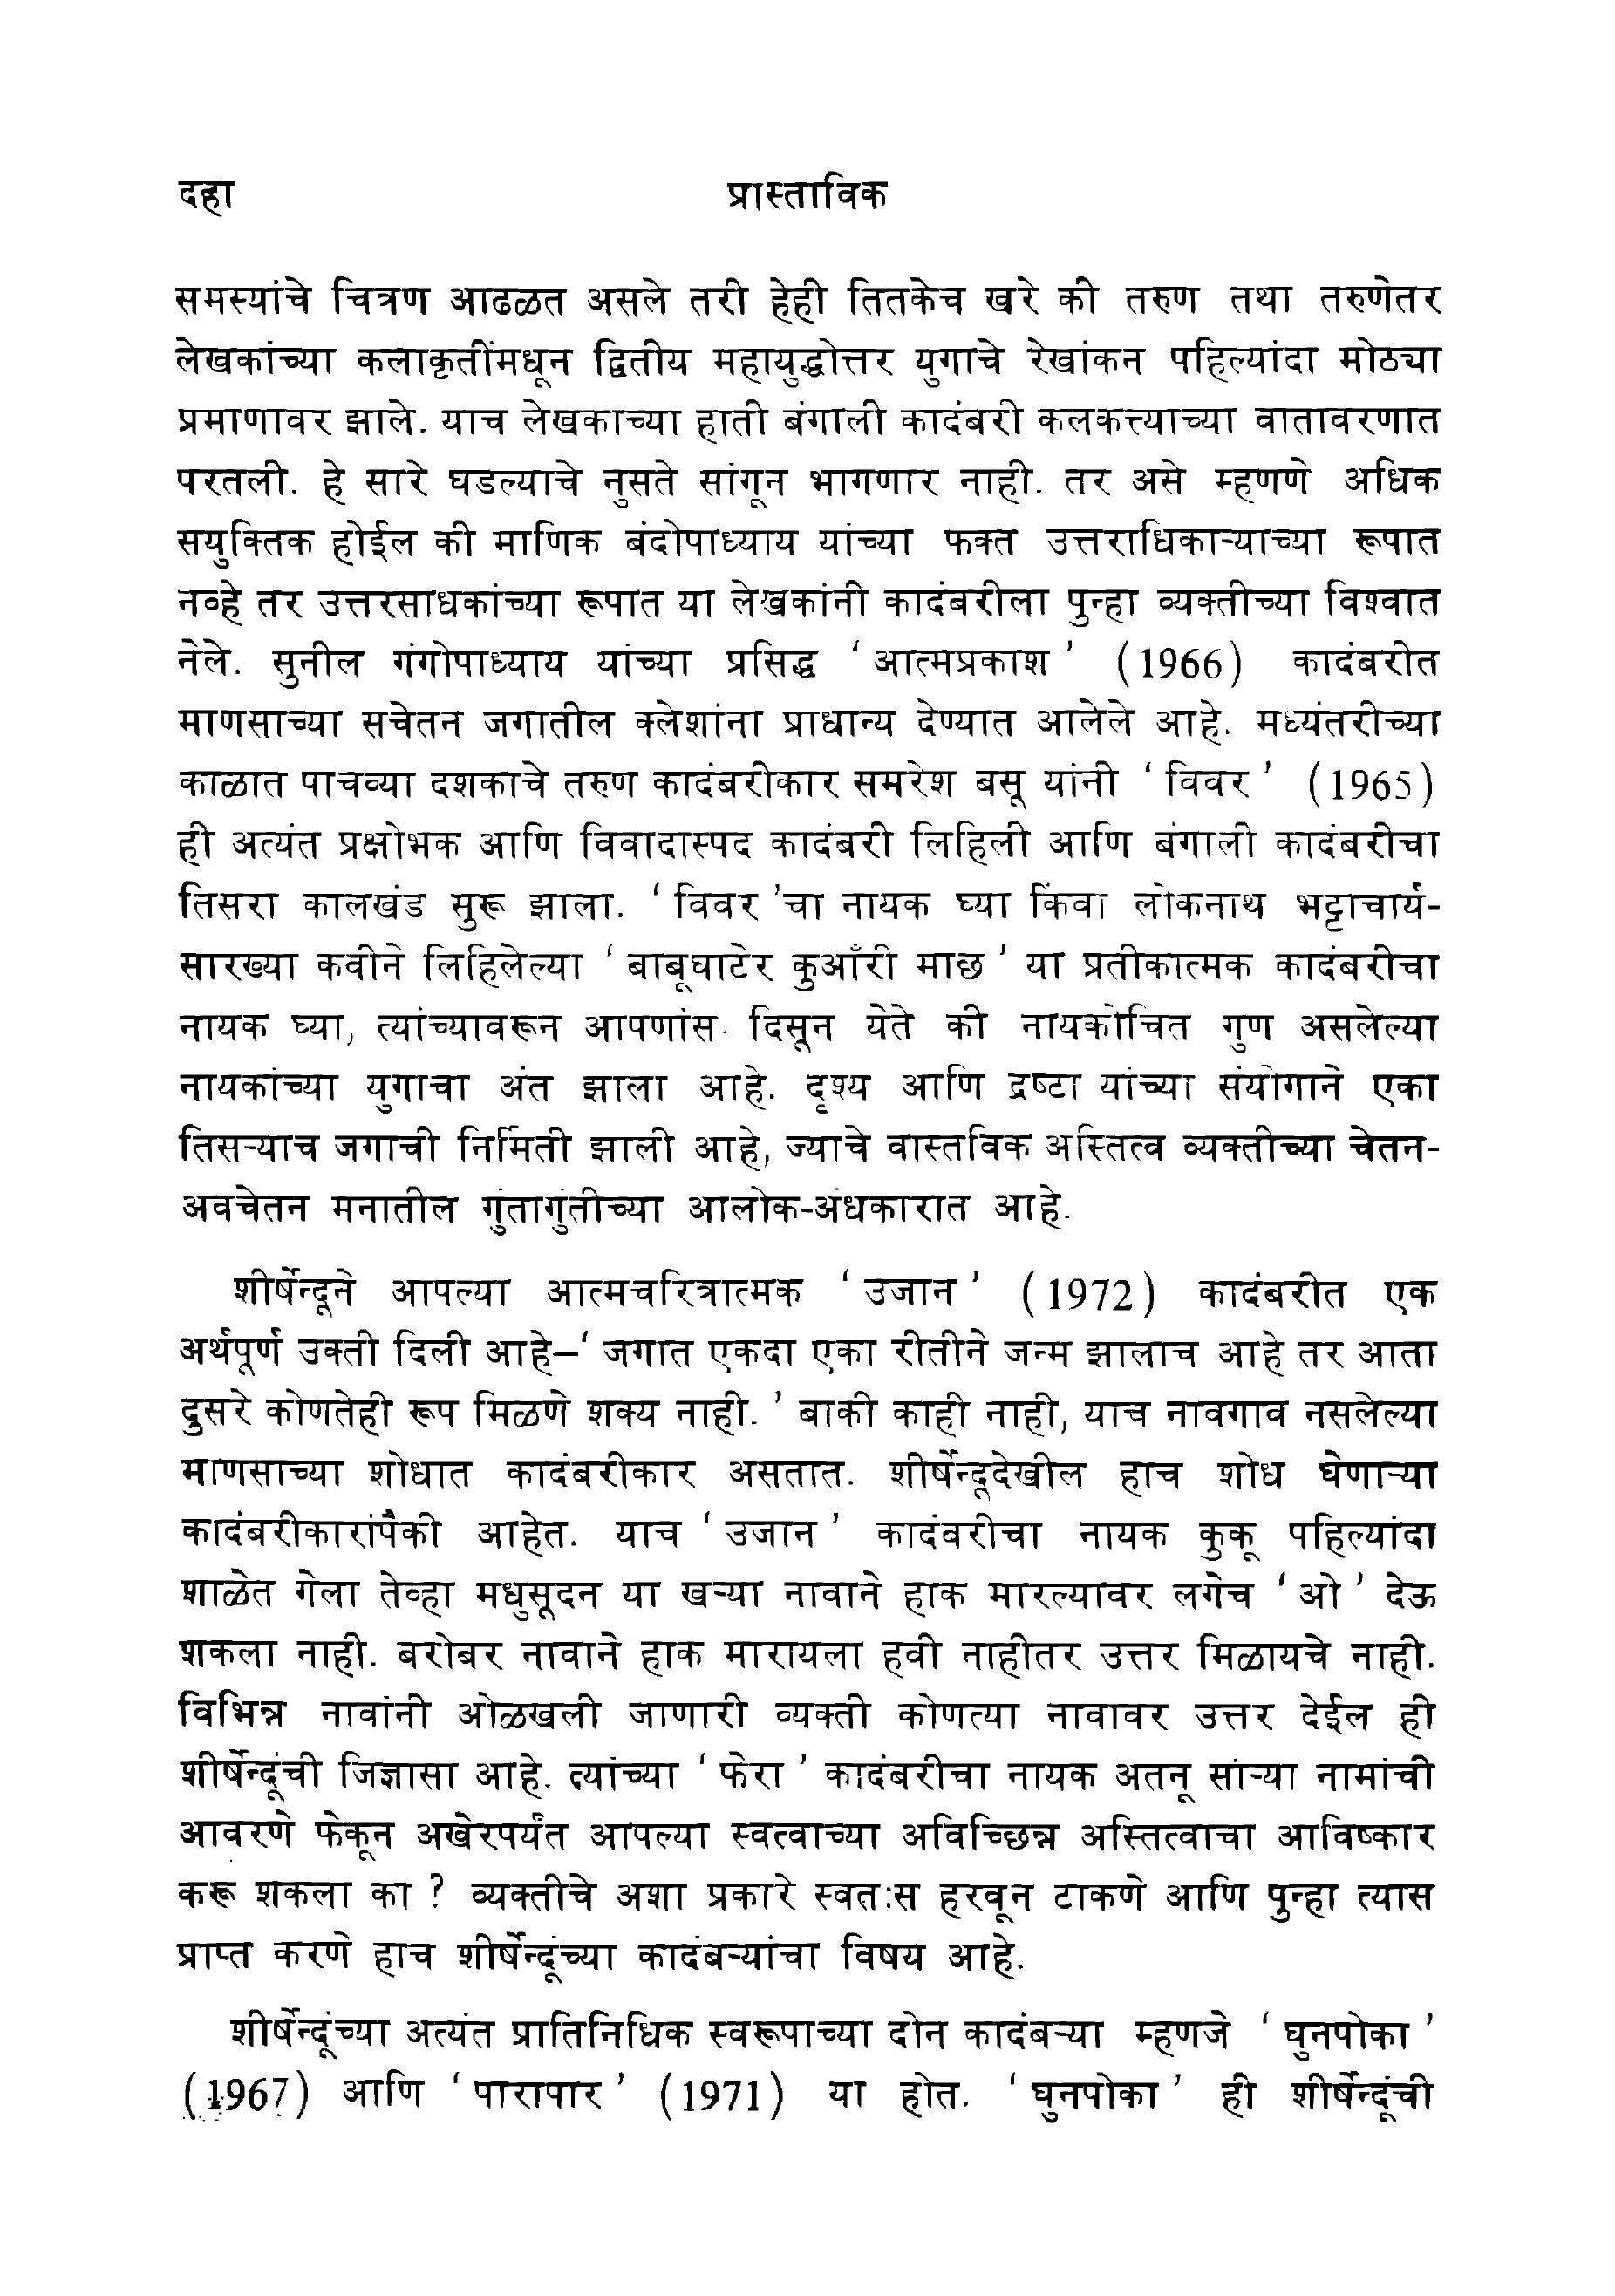 दहा
प्रास्ताविक
समस्यांचे चित्रण आढळत असले तरी हेही तितकेच खरे की तरुण तथा तरुणेतर
लेखकांच्या कलाकृतींमधून द्वितीय महायुद्धोत्तर युगाचे रेखांकन पहिल्यांदा मोठ्या
प्रमाणावर झाले. याच लेखकाच्या हाती बंगाली कादंबरी कलकत्त्याच्या वातावरणात
परतली. हे सारे घडल्याचे नुसते सांगून भागणार नाही. तर असे म्हणणे अधिक
सयुक्तिक होईल की माणिक बंदोपाध्याय यांच्या फक्त उत्तराधिकाऱ्याच्या रूपात
नव्हे तर उत्तरसाधकांच्या रूपात या लेखकांनी कादंबरीला पुन्हा व्यक्तीच्या विश्वात
नेले. सुनील गंगोपाध्याय यांच्या प्रसिद्ध ‘ आत्मप्रकाश ’ (1966) कादंबरीत
माणसाच्या सचेतन जगातील क्लेशांना प्राधान्य देण्यात आलेले आहे. मध्यंतरीच्या
काळात पाचव्या दशकाचे तरुण कादंबरीकार समरेश बसू यांनी ‘ विवर ’ (1965)
ही अत्यंत प्रक्षोभक आणि विवादास्पद कादंबरी लिहिली आणि बंगाली कादंबरीचा
तिसरा कालखंड सुरू झाला. ‘ विवर ’चा नायक घ्या किंवा लोकनाथ भट्टाचार्य-
सारख्या कवीने लिहिलेल्या ‘ बाबूघाटेर कुआँरी माछ ’ या प्रतीकात्मक कादंबरीचा
नायक घ्या, त्यांच्यावरून आपणांस दिसून येते की नायकोचित गुण असलेल्या
नायकांच्या युगाचा अंत झाला आहे. दृश्य आणि द्रष्टा यांच्या संयोगाने एका
तिसऱ्याच जगाची निर्मिती झाली आहे, ज्याचे वास्तविक अस्तित्व व्यक्तीच्या चेतन-
अवचेतन मनातील गुंतागुंतीच्या आलोक-अंधकारात आहे.
शीर्षेन्दूने आपल्या आत्मचरित्रात्मक ‘ उजान ’ (1972) कादंबरीत एक
अर्थपूर्ण उक्ती दिली आहे–‘ जगात एकदा एका रीतीने जन्म झालाच आहे तर आता
दुसरे कोणतेही रूप मिळणे शक्य नाही. ’ बाकी काही नाही, याच नावगाव नसलेल्या
माणसाच्या शोधात कादंबरीकार असतात. शीर्षेन्दूदेखील हाच शोध घेणाऱ्या
कादंबरीकारांपैकी आहेत. याच ‘ उजान ’ कादंवरीचा नायक कुकू पहिल्यांदा
शाळेत गेला तेव्हा मधुसूदन या खऱ्या नावाने हाक मारल्यावर लगेच ‘ ओ ’ देऊ
शकला नाही. बरोबर नावाने हाक मारायला हवी नाहीतर उत्तर मिळायचे नाही.
विभिन्न नावांनी ओळखली जाणारी व्यक्ती कोणत्या नावावर उत्तर देईल ही
शीर्षेन्दूंची जिज्ञासा आहे. त्यांच्या ‘ फेरा ’ कादंबरीचा नायक अतनू सांऱ्या नामांची
आवरणे फेकून अखेरपर्यंत आपल्या स्वत्वाच्या अविच्छिन्न अस्तित्वाचा आविष्कार
करू शकला का ? व्यक्तीचे अशा प्रकारे स्वतःस हरवून टाकणे आणि पुन्हा त्यास
प्राप्त करणे हाच शीर्षेन्दूंच्या कादंबऱ्यांचा विषय आहे.
शीर्षेन्दूंच्या अत्यंत प्रातिनिधिक स्वरूपाच्या दोन कादंबऱ्या म्हणजे ‘ घुनपोका ’
(1967) आणि ‘ पारापार ’ (1971) या होत. ‘ घुनपोका ’ ही शीर्षेन्दूंची